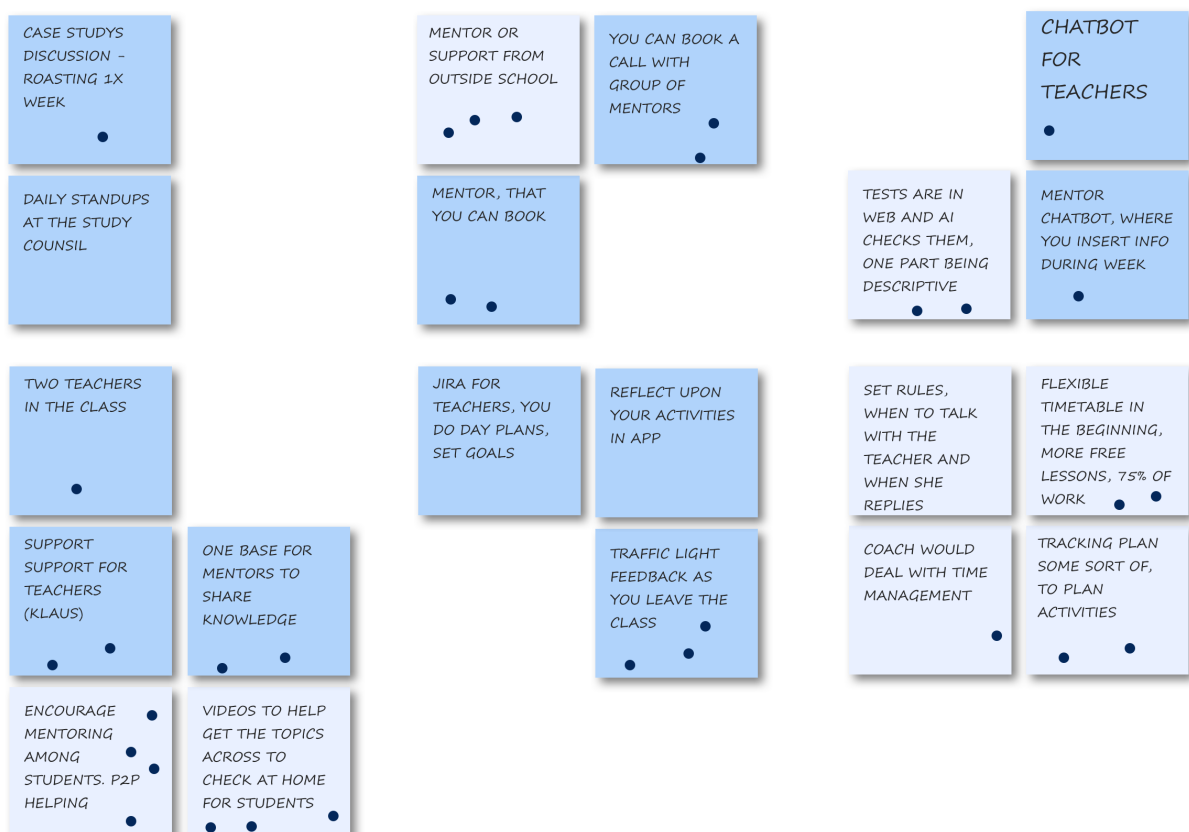 CASE STUDYS
DISCUSSION -
ROASTING 1X
WEEK
MENTOR OR
SUPPORT FROM
OUTSIDE SCHOOL
YOU CAN BOOK A
CALL WITH
GROUP OF
MENTORS
CHATBOT
FOR
TEACHERS
DAILY STANDUPS
AT THE STUDY
COUNSIL
MENTOR, THAT
YOU CAN BOOK
TESTS ARE IN
WEB AND AI
CHECKS THEM,
ONE PART BEING
DESCRIPTIVE
MENTOR
CHATBOT, WHERE
YOU INSERT INFO
DURING WEEK
TWO TEACHERS
IN THE CLASS
JIRA FOR
TEACHERS, YOU
DO DAY PLANS,
SET GOALS
REFLECT UPON
YOUR ACTIVITIES
IN APP
SET RULES,
WHEN TO TALK
WITH THE
TEACHER AND
WHEN SHE
REPLIES
FLEXIBLE
TIMETABLE IN
THE BEGINNING,
MORE FREE
LESSONS, 75% OF
WORK
SUPPORT
SUPPORT FOR
TEACHERS
(KLAUS)
ONE BASE FOR
MENTORS TO
SHARE
KNOWLEDGE
TRAFFIC LIGHT
FEEDBACK AS
YOU LEAVE THE
CLASS
COACH WOULD
DEAL WITH TIME
MANAGEMENT
TRACKING PLAN
SOME SORT OF,
TO PLAN
ACTIVITIES
ENCOURAGE
MENTORING
AMONG
STUDENTS. P2P
HELPING
VIDEOS TO HELP
GET THE TOPICS
ACROSS TO
CHECK AT HOME
FOR STUDENTS